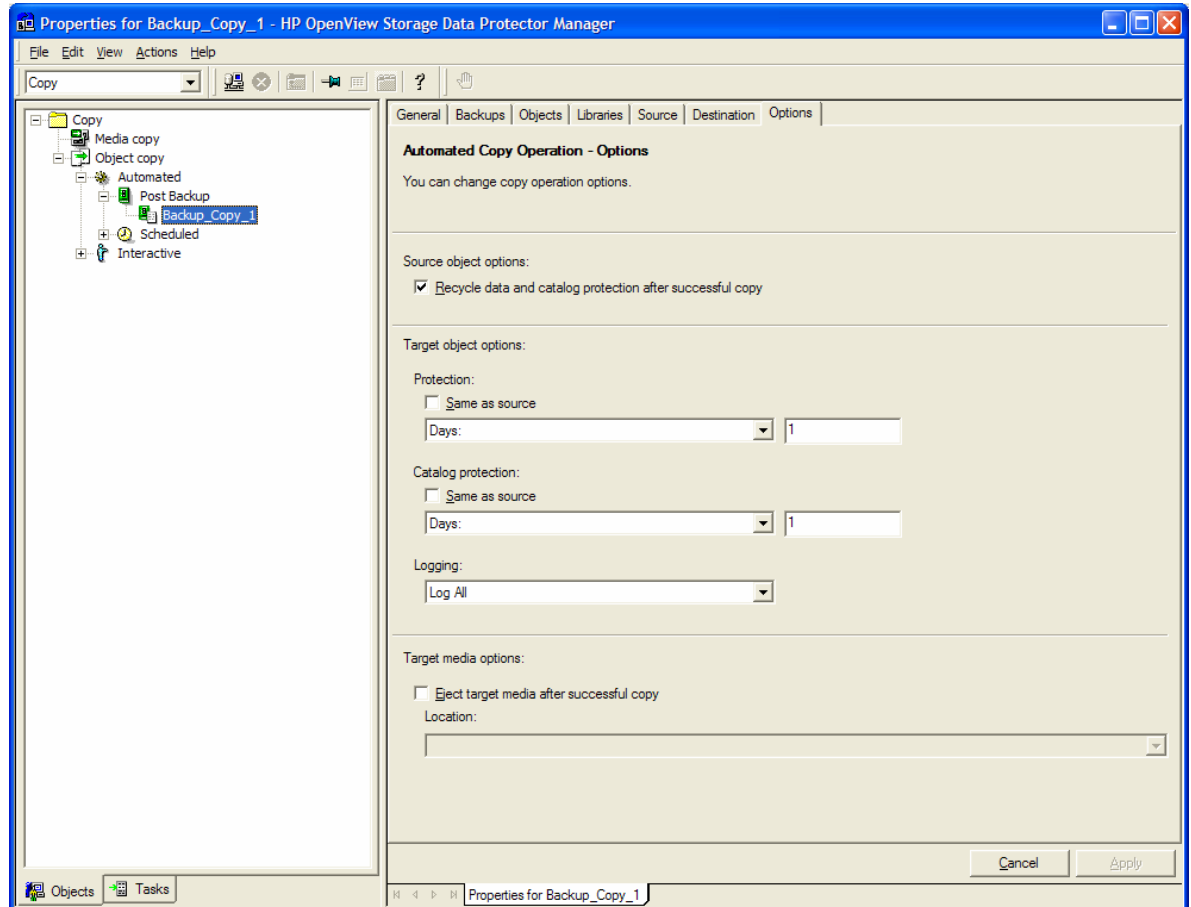 Properties for Backup_Copy_1 - HP OpenView Storage Data Protector Manager
File Edit View Actions Help
Copy
Copy
Media copy
Object copy
Automated
Post Backup
Backup_Copy_1
Scheduled
Interactive
General Backups Objects Libraries Source Destination Options
Automated Copy Operation - Options
You can change copy operation options.
Source object options:
Recycle data and catalog protection after successful copy
Target object options:
Protection:
Same as source
Days: 1
Catalog protection:
Same as source
Days: 1
Logging:
Log All
Target media options:
Eject target media after successful copy
Location:
Cancel Apply
Objects Tasks
Properties for Backup_Copy_1